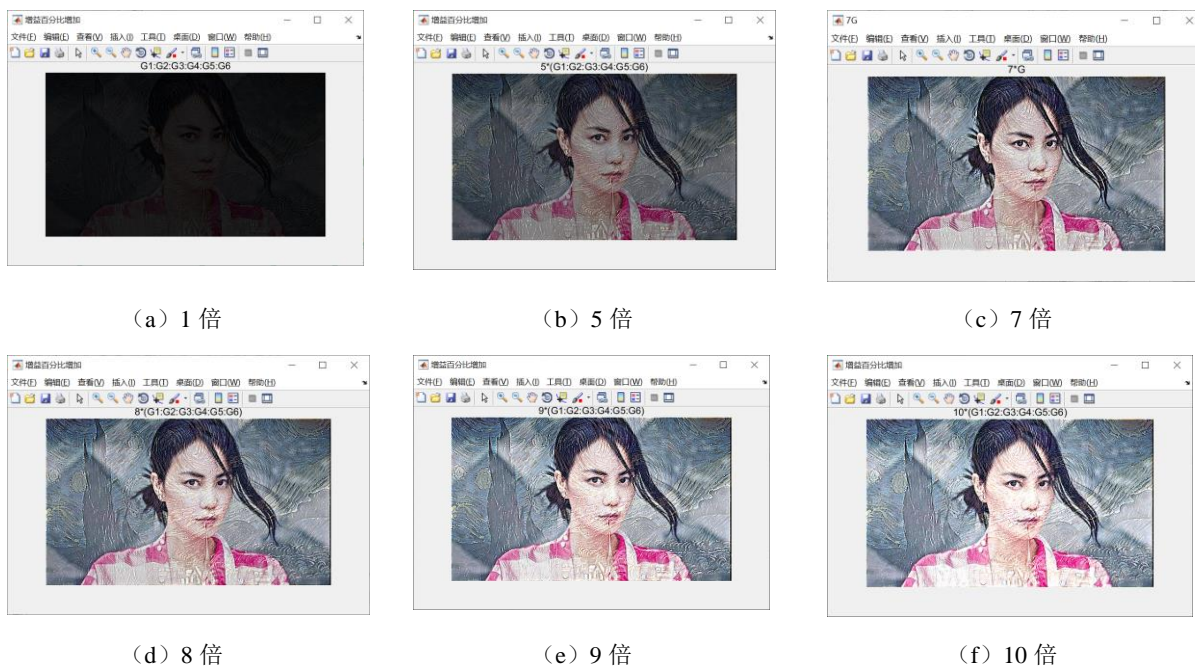 增益百分比增加
文件(F) 编辑(E) 查看(V) 插入(I) 工具(T) 桌面(D) 窗口(W) 帮助(H)
G1:G2:G3:G4:G5:G6
(a) 1 倍
增益百分比增加
文件(F) 编辑(E) 查看(V) 插入(I) 工具(T) 桌面(D) 窗口(W) 帮助(H)
5*(G1:G2:G3:G4:G5:G6)
(b) 5 倍
7G
文件(F) 编辑(E) 查看(V) 插入(I) 工具(T) 桌面(D) 窗口(W) 帮助(H)
7*G
(c) 7 倍
增益百分比增加
文件(F) 编辑(E) 查看(V) 插入(I) 工具(T) 桌面(D) 窗口(W) 帮助(H)
8*(G1:G2:G3:G4:G5:G6)
(d) 8 倍
增益百分比增加
文件(F) 编辑(E) 查看(V) 插入(I) 工具(T) 桌面(D) 窗口(W) 帮助(H)
9*(G1:G2:G3:G4:G5:G6)
(e) 9 倍
增益百分比增加
文件(F) 编辑(E) 查看(V) 插入(I) 工具(T) 桌面(D) 窗口(W) 帮助(H)
10*(G1:G2:G3:G4:G5:G6)
(f) 10 倍